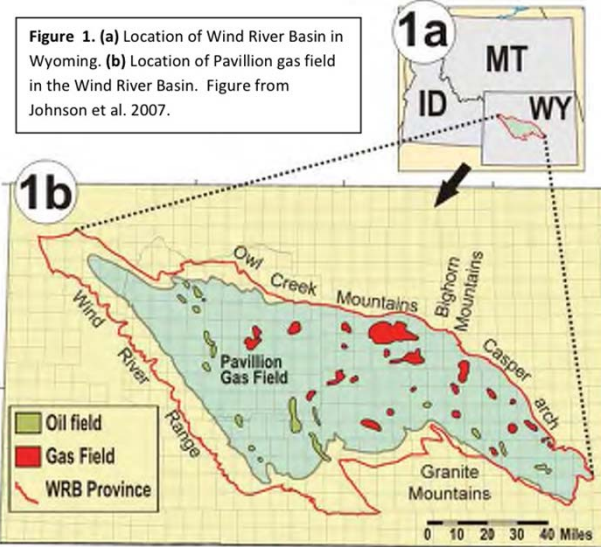 Figure 1. (a) Location of Wind River Basin in
Wyoming. (b) Location of Pavillion gas field
in the Wind River Basin. Figure from
Johnson et al. 2007.
1a
MT
ID
WY
1b
Owl
Creek
Mountains
Bighorn
Mountains
Casper
arch
Wind
River
Range
Pavillion
Gas Field
Oil field
Gas Field
WRB Province
Granite
Mountains
0 10 20 30 40 Miles